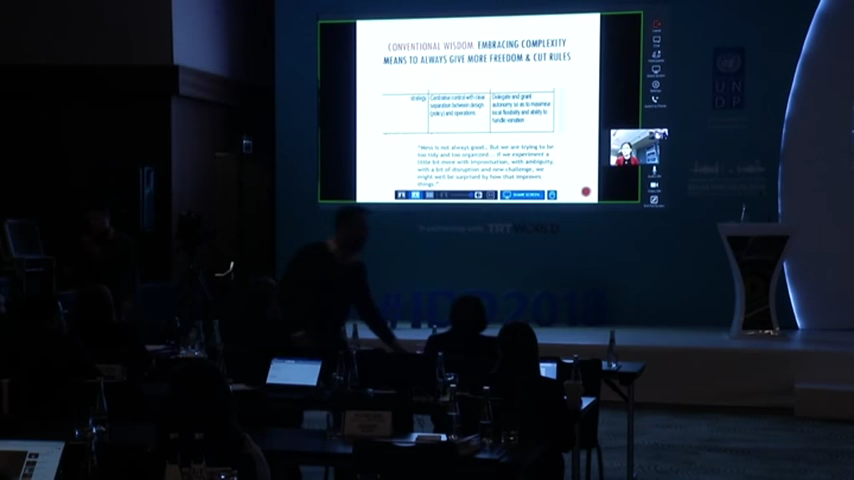 CONVENTIONAL WISDOM: EMBRACING COMPLEXITY
MEANS TO ALWAYS GIVE MORE FREEDOM & CUT RULES
strategy
Centralise control with clear
separation between design
(policy) and operations
Delegate and grant
autonomy so as to maximise
local flexibility and ability to
handle variation
"Mess is not always good... But we are trying to be
too tidy and too organized... If we experiment a
little bit more with improvisation, with ambiguity,
with a bit of disruption and new challenge, we
might well be surprised by how that improves
things."
SHARE SCREEN
UN
DP
TRT WORLD
#IDD2018